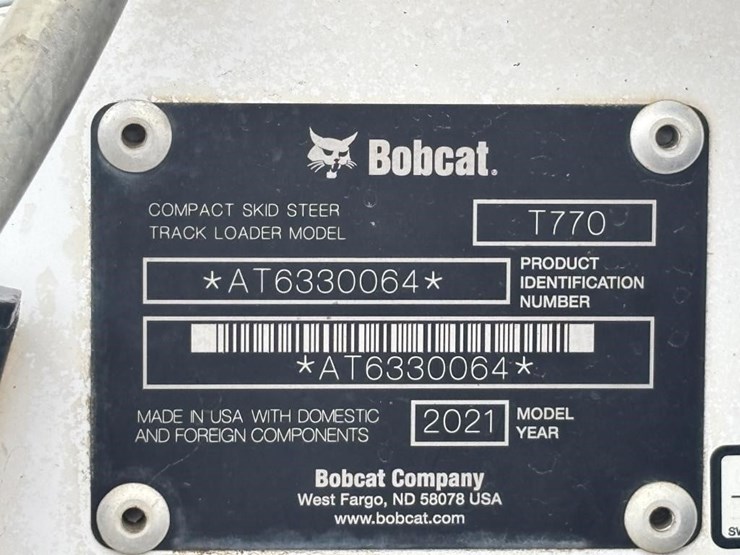 Bobcat.
COMPACT SKID STEER
TRACK LOADER MODEL
T770
*AT6330064*
PRODUCT
IDENTIFICATION
NUMBER
*AT6330064*
MADE IN USA WITH DOMESTIC
AND FOREIGN COMPONENTS
2021
MODEL
YEAR
Bobcat Company
West Fargo, ND 58078 USA
www.bobcat.com